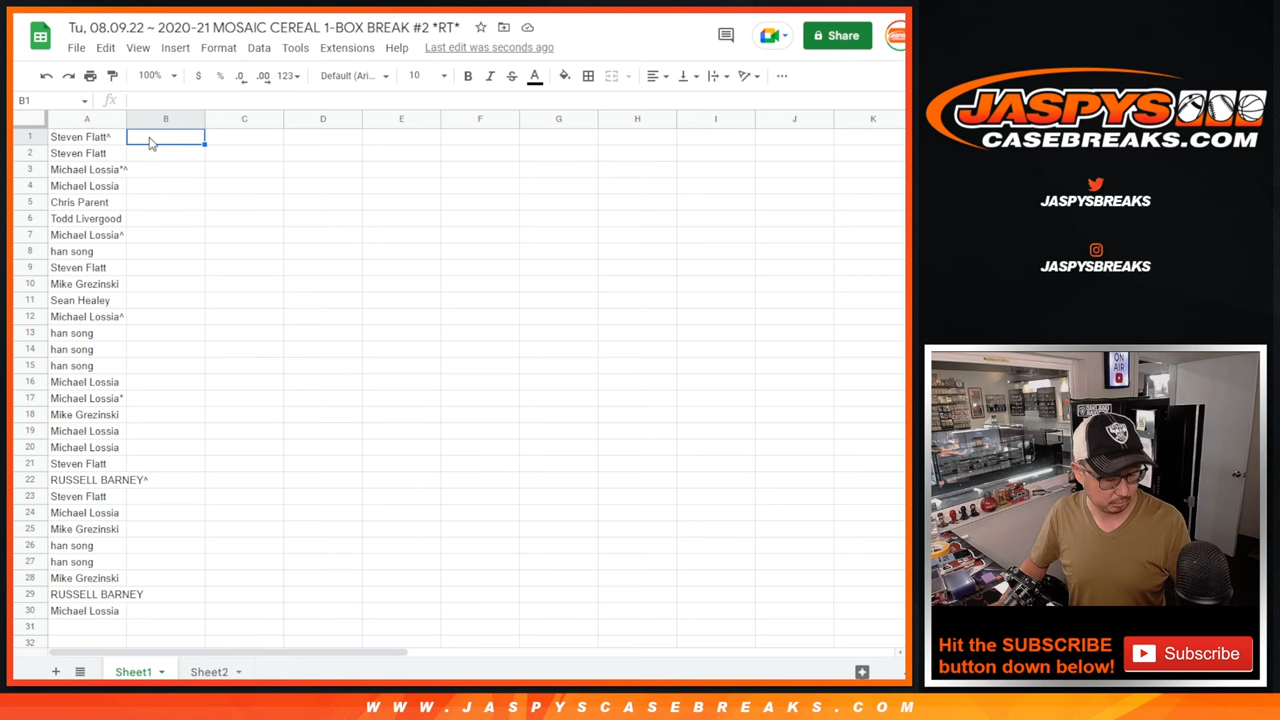 Tu, 08.09.22 ~ 2020-21 MOSAIC CEREAL 1-BOX BREAK #2 *RT*
File Edit View Insert Format Data Tools Extensions Help Last edit was seconds ago
Share
100% $ % .0 .00 123 Default (Ari... 10 B I S A
B1 fx
A B C D E F G H I J K
1 Steven Flatt^
2 Steven Flatt
3 Michael Lossia*^
4 Michael Lossia
5 Chris Parent
6 Todd Livergood
7 Michael Lossia^
8 han song
9 Steven Flatt
10 Mike Grezinski
11 Sean Healey
12 Michael Lossia^
13 han song
14 han song
15 han song
16 Michael Lossia
17 Michael Lossia*
18 Mike Grezinski
19 Michael Lossia
20 Michael Lossia
21 Steven Flatt
22 RUSSELL BARNEY^
23 Steven Flatt
24 Michael Lossia
25 Mike Grezinski
26 han song
27 han song
28 Mike Grezinski
29 RUSSELL BARNEY
30 Michael Lossia
31
32
Sheet1 Sheet2
JASPYS
CASEBREAKS.COM
JASPYSBREAKS
JASPYSBREAKS
ON
AIR
Hit the SUBSCRIBE
button down below!
Subscribe
WWW.JASPYSCASEBREAKS.COM